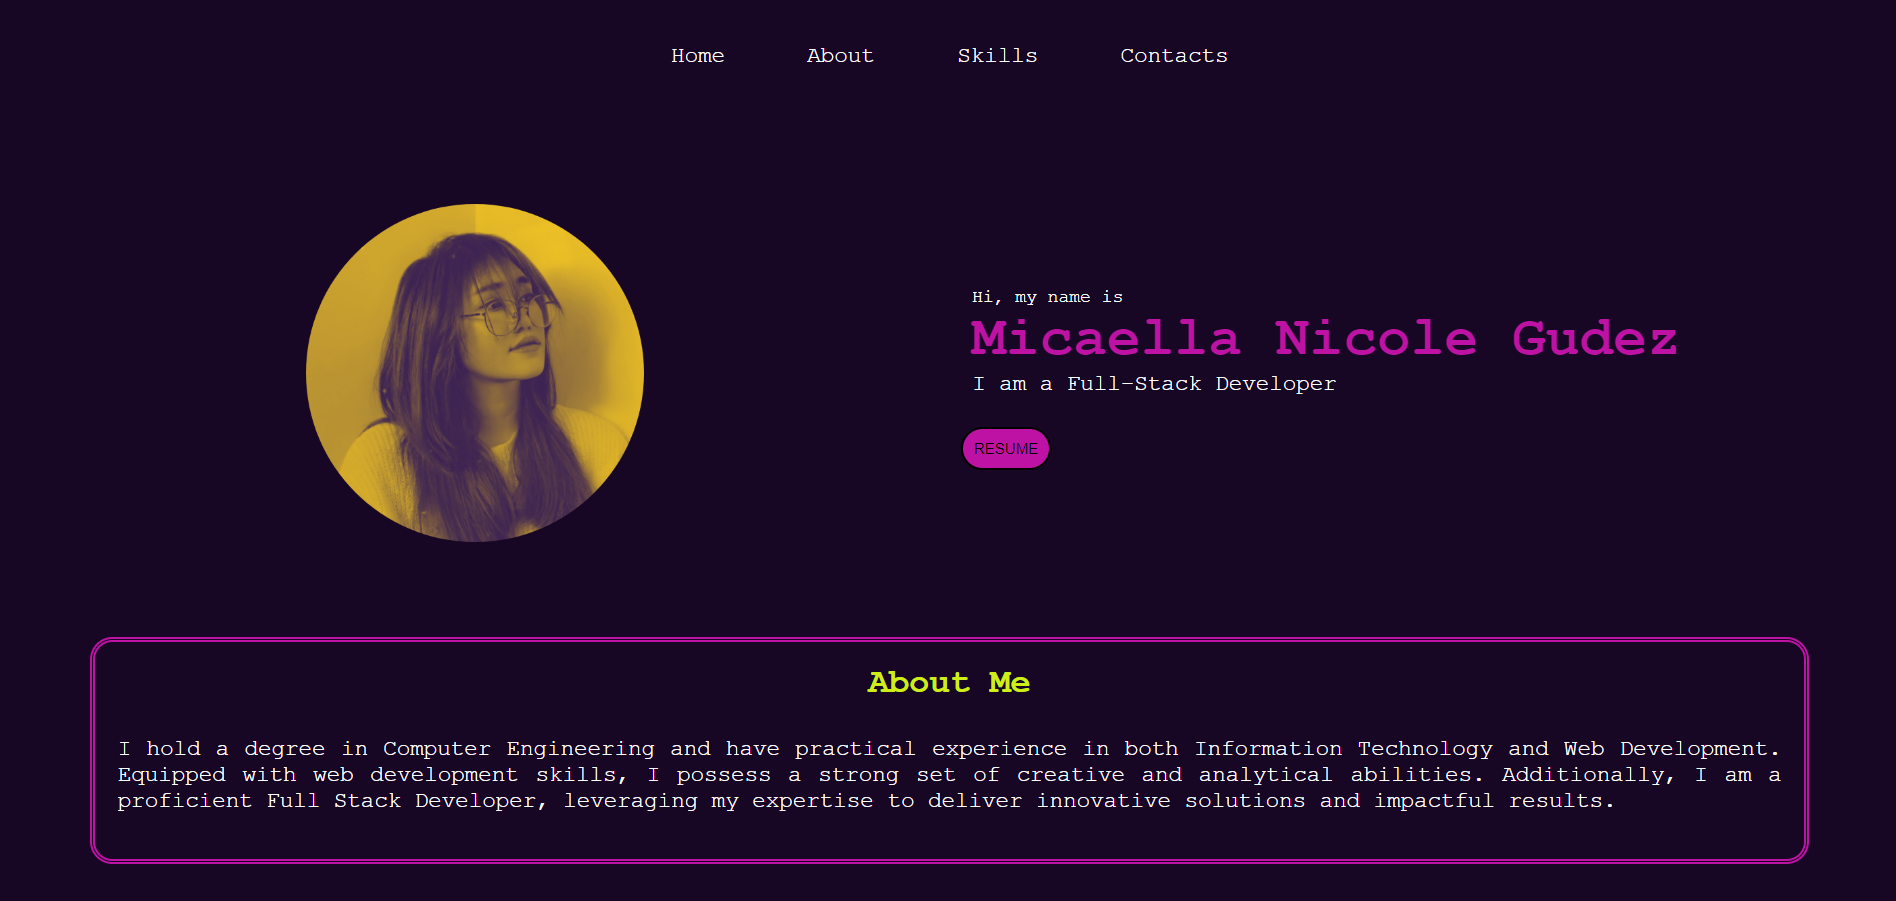 Home About Skills Contacts
Hi, my name is
Micaella Nicole Gudez
I am a Full-Stack Developer
RESUME
About Me
I hold a degree in Computer Engineering and have practical experience in both Information Technology and Web Development.
Equipped with web development skills, I possess a strong set of creative and analytical abilities. Additionally, I am a
proficient Full Stack Developer, leveraging my expertise to deliver innovative solutions and impactful results.